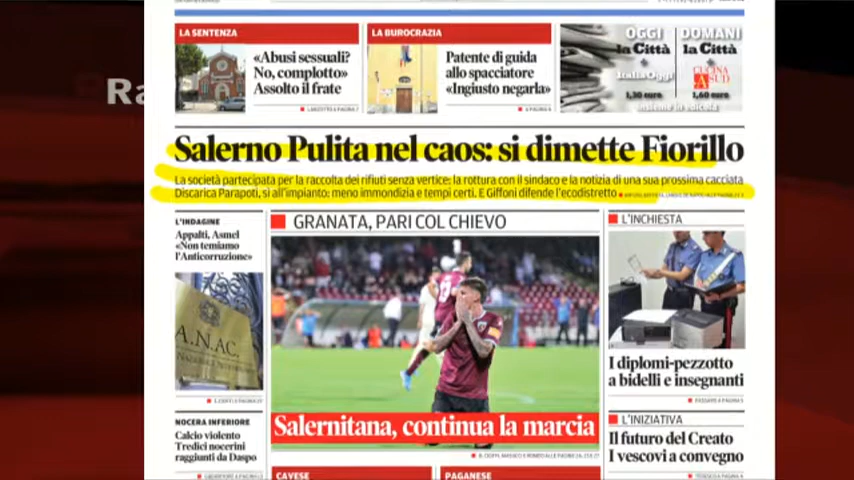 Ra
LA SENTENZA
«Abusi sessuali?
No, complotto»
Assolto il frate
LA BUROCRAZIA
Patente di guida
allo spacciatore
«Ingiusto negarla»
OGGI
la Città
+
ItaliaOggi
1,30 euro
DOMANI
la Città
+
CUCINA
A SUD
1,60 euro
insieme in edicola
Salerno Pulita nel caos: si dimette Fiorillo
La società partecipata per la raccolta dei rifiuti senza vertice: la rottura con il sindaco e la notizia di una sua prossima cacciata
Discarica Parapoti, sì all'impianto: meno immondizia e tempi certi. E Giffoni difende l'ecodistretto
L'INDAGINE
Appalti, Asmel
«Non temiamo
l'Anticorruzione»
A.N.AC.
NOCERA INFERIORE
Calcio violento
Tredici nocerini
raggiunti da Daspo
GRANATA, PARI COL CHIEVO
Salernitana, continua la marcia
CAVESE
PAGANESE
L'INCHIESTA
I diplomi-pezzotto
a bidelli e insegnanti
L'INIZIATIVA
Il futuro del Creato
I vescovi a convegno